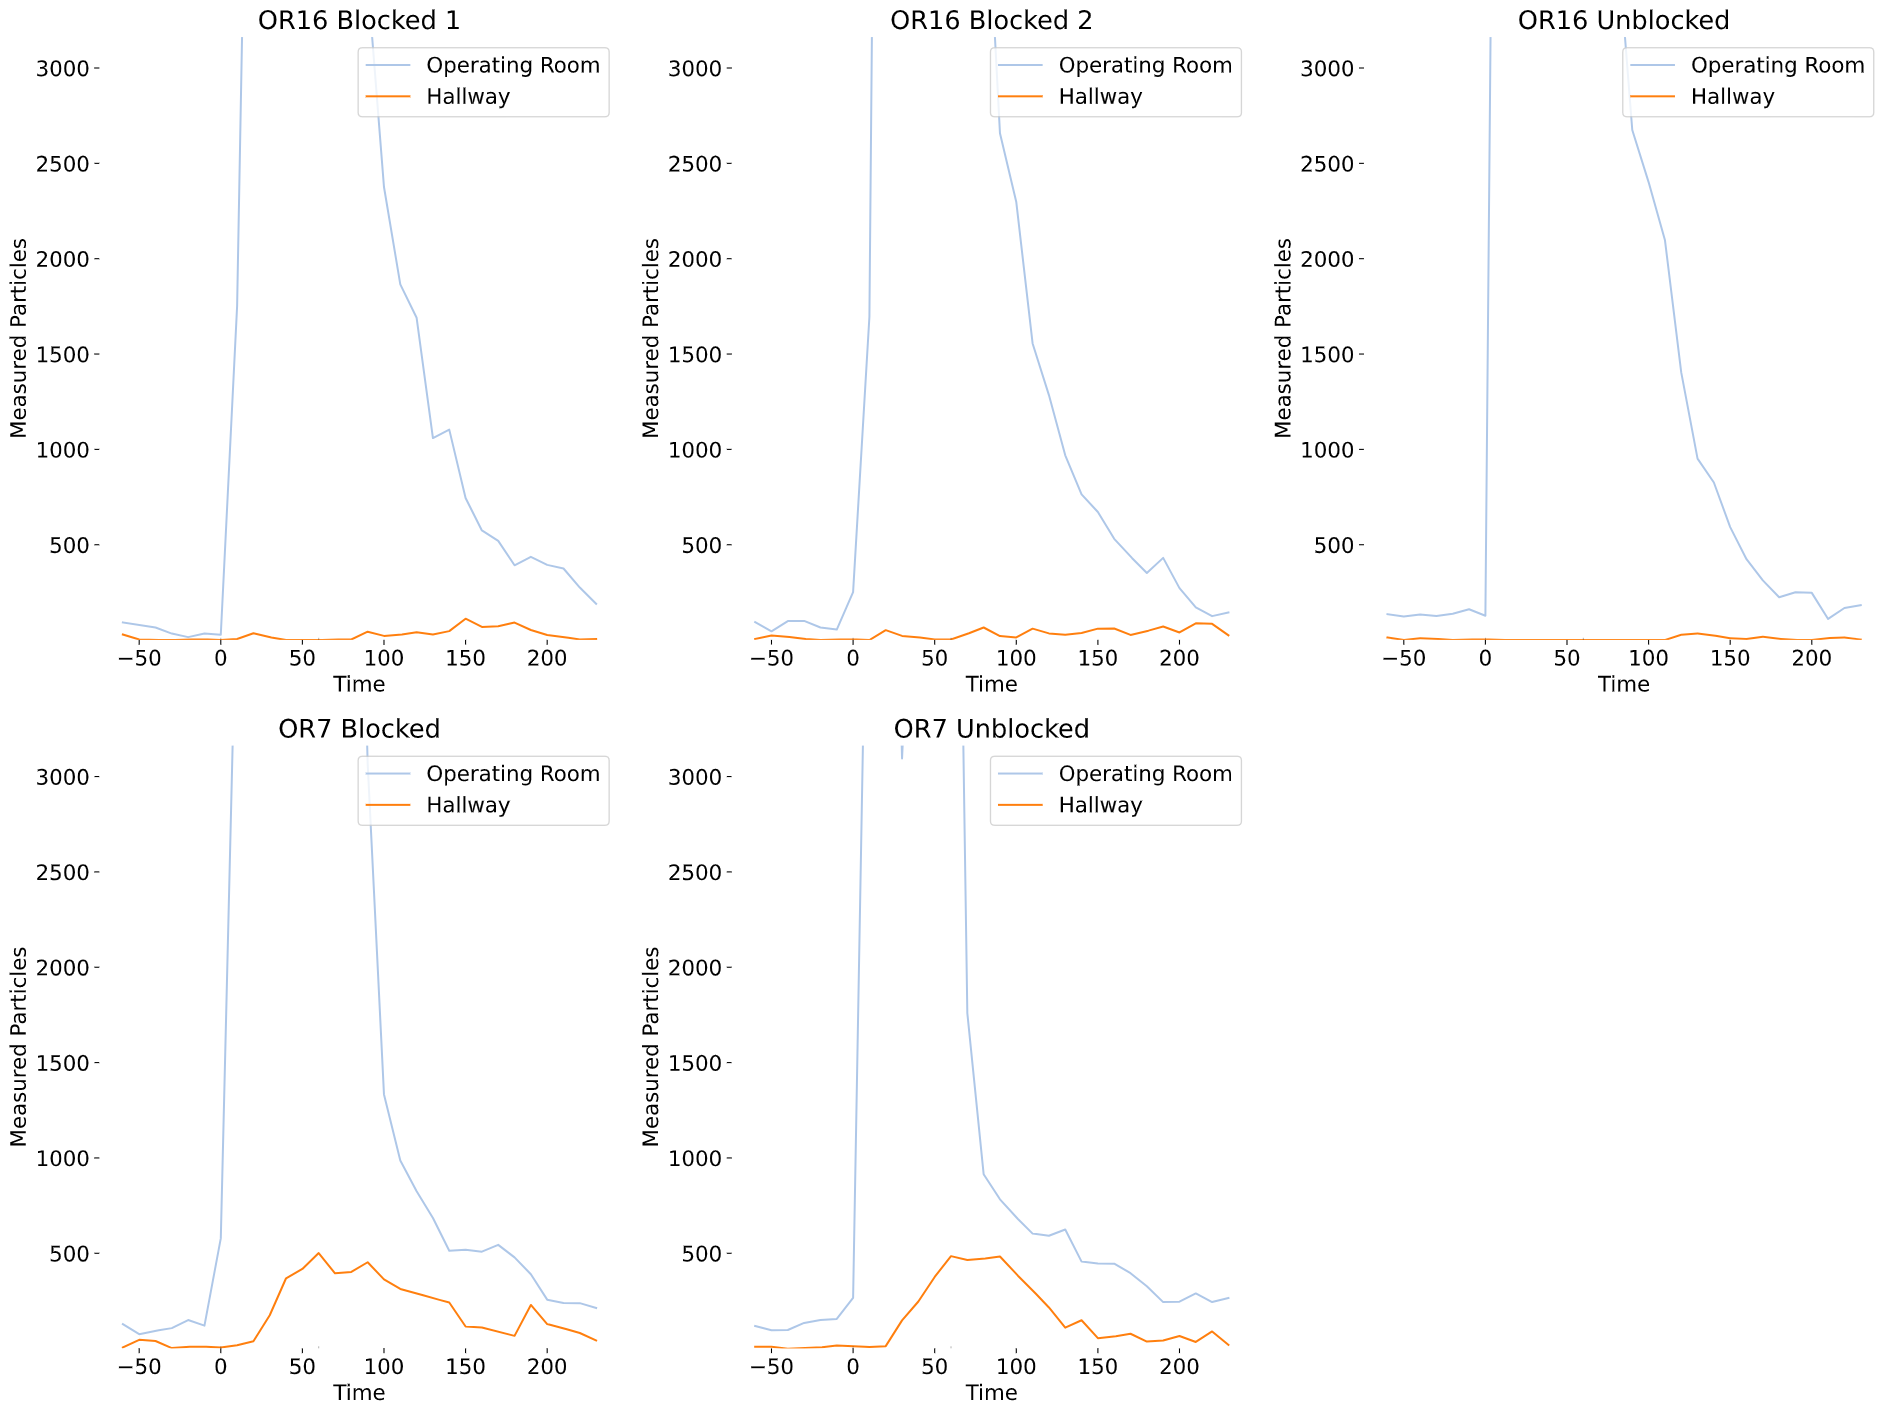 OR16 Blocked 1
3000
2500
2000
1500
1000
500
Measured Particles
Operating Room
Hallway
−50 0 50 100 150 200
Time
OR16 Blocked 2
3000
2500
2000
1500
1000
500
Measured Particles
Operating Room
Hallway
−50 0 50 100 150 200
Time
OR16 Unblocked
3000
2500
2000
1500
1000
500
Measured Particles
Operating Room
Hallway
−50 0 50 100 150 200
Time
OR7 Blocked
3000
2500
2000
1500
1000
500
Measured Particles
Operating Room
Hallway
−50 0 50 100 150 200
Time
OR7 Unblocked
3000
2500
2000
1500
1000
500
Measured Particles
Operating Room
Hallway
−50 0 50 100 150 200
Time